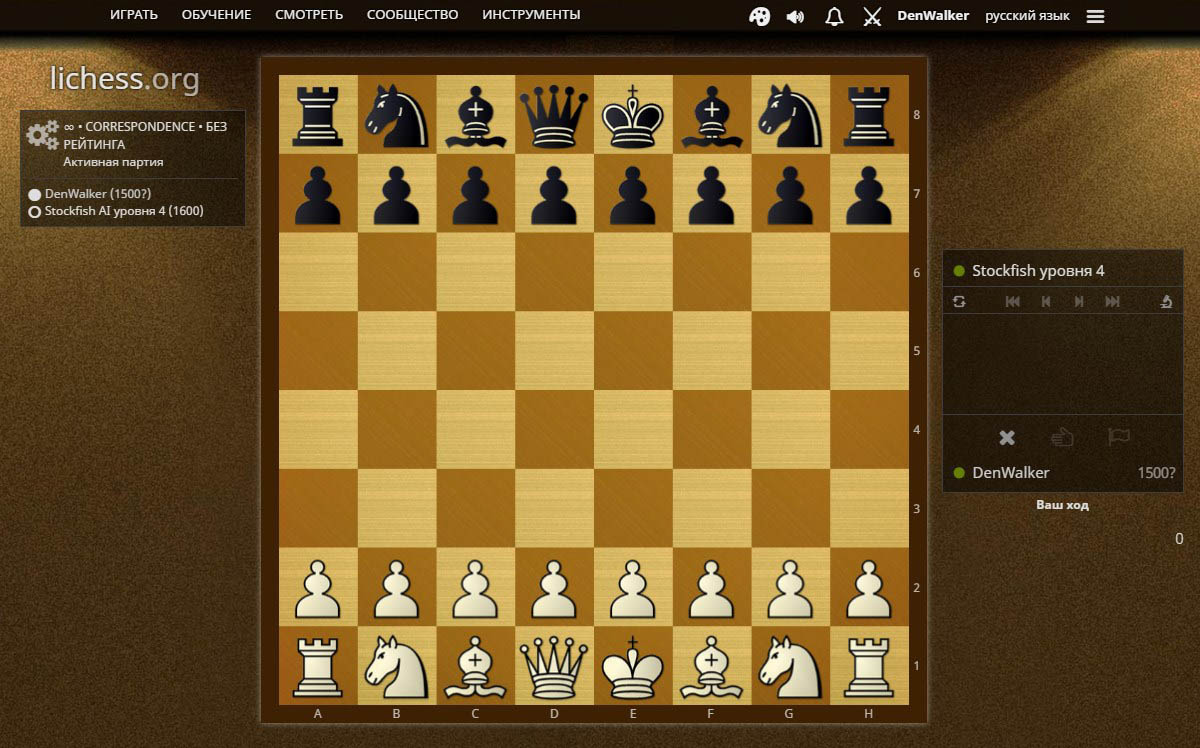 ИГРАТЬ ОБУЧЕНИЕ СМОТРЕТЬ СООБЩЕСТВО ИНСТРУМЕНТЫ DenWalker русский язык
lichess.org
∞ • CORRESPONDENCE • БЕЗ
РЕЙТИНГА
Активная партия
DenWalker (1500?)
Stockfish AI уровня 4 (1600)
8
7
6
5
4
3
2
1
A B C D E F G H
Stockfish уровня 4
DenWalker 1500?
Ваш ход
0